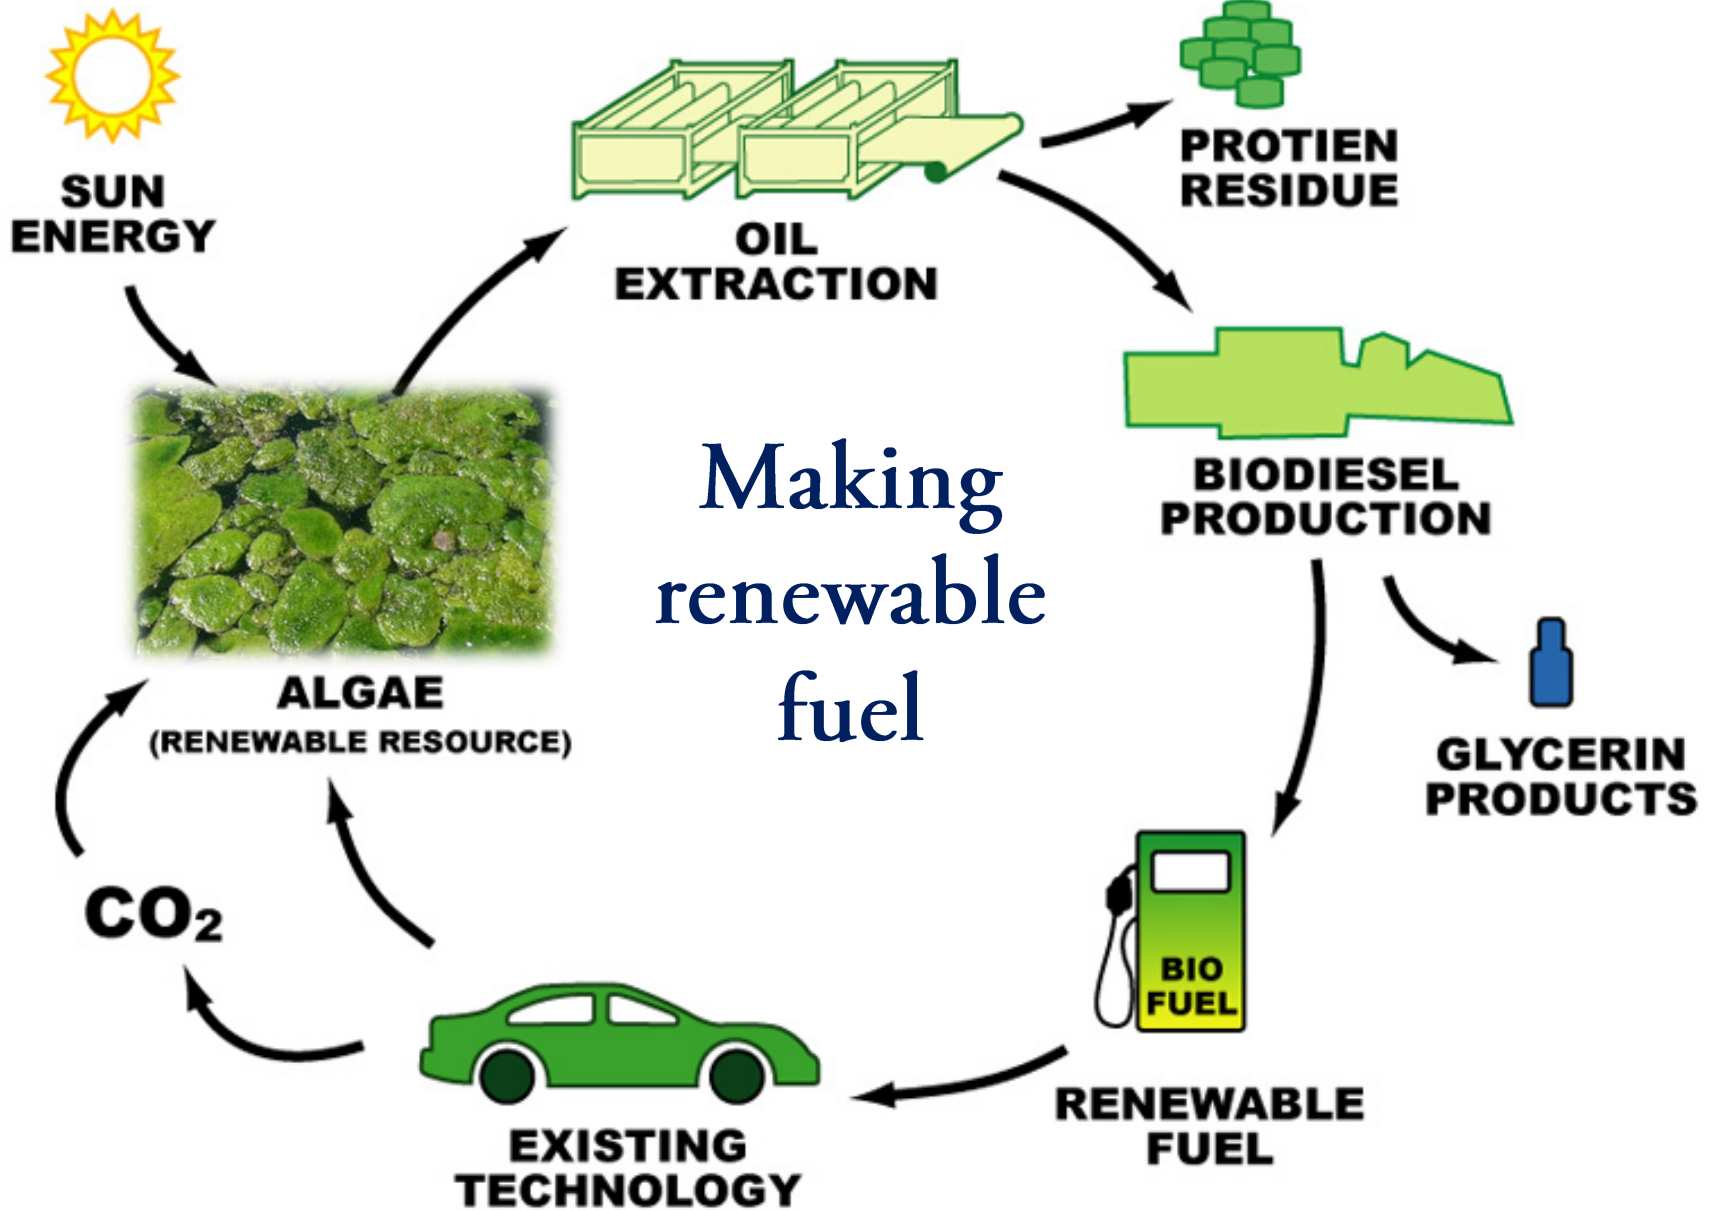 SUN
ENERGY
OIL
EXTRACTION
PROTIEN
RESIDUE
BIODIESEL
PRODUCTION
GLYCERIN
PRODUCTS
BIO
FUEL
RENEWABLE
FUEL
EXISTING
TECHNOLOGY
CO₂
ALGAE
(RENEWABLE RESOURCE)
Making
renewable
fuel